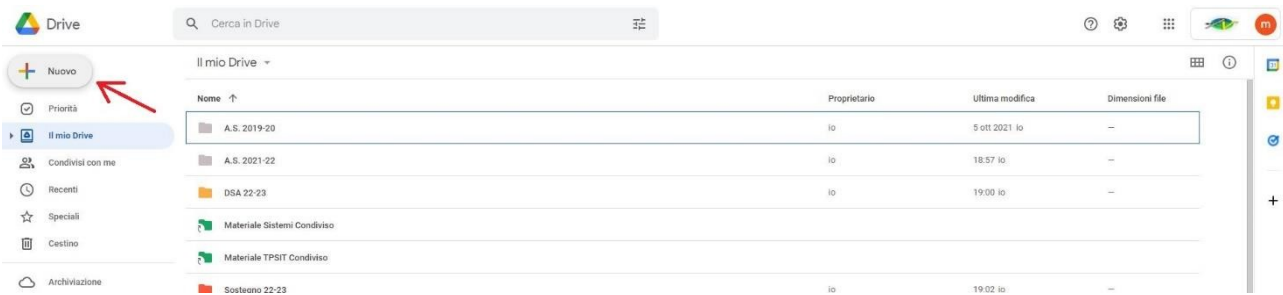 Drive
Cerca in Drive
m
Nuovo
Il mio Drive
Nome Proprietario Ultima modifica Dimensioni file
Priorità
Il mio Drive
Condivisi con me
Recenti
Speciali
Cestino
Archiviazione
A.S. 2019-20 io 5 ott 2021 io —
A.S. 2021-22 io 18:57 io —
DSA 22-23 io 19:00 io —
Materiale Sistemi Condiviso
Materiale TPSIT Condiviso
Sostegno 22-23 io 19:02 io —